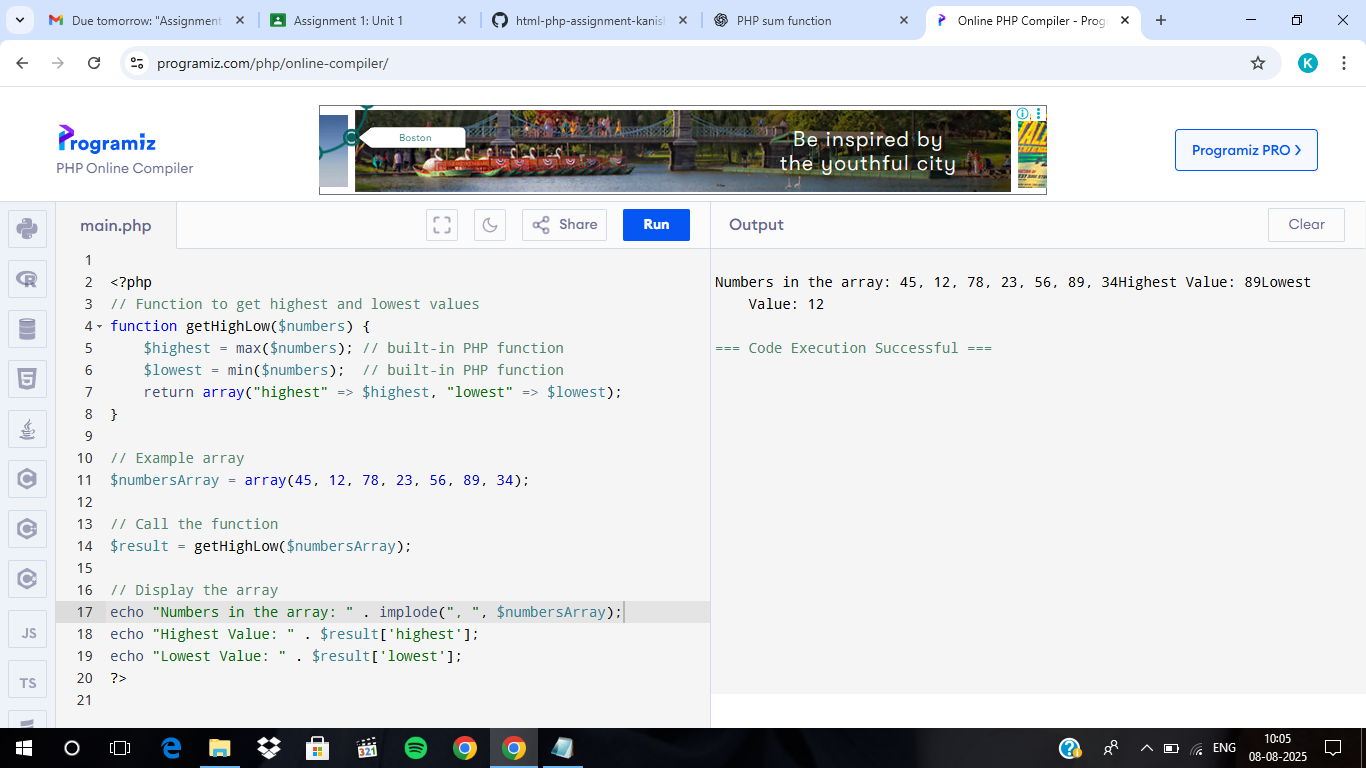 Due tomorrow: "Assignment
Assignment 1: Unit 1
html-php-assignment-kanish
PHP sum function
Online PHP Compiler - Prog
programiz.com/php/online-compiler/
K
Programiz
PHP Online Compiler
Boston
Be inspired by
the youthful city
Programiz PRO
main.php
Share
Run
Output
Clear
1
2 <?php
3 // Function to get highest and lowest values
4 function getHighLow($numbers) {
5     $highest = max($numbers); // built-in PHP function
6     $lowest = min($numbers);  // built-in PHP function
7     return array("highest" => $highest, "lowest" => $lowest);
8 }
9
10 // Example array
11 $numbersArray = array(45, 12, 78, 23, 56, 89, 34);
12
13 // Call the function
14 $result = getHighLow($numbersArray);
15
16 // Display the array
17 echo "Numbers in the array: " . implode(", ", $numbersArray);
18 echo "Highest Value: " . $result['highest'];
19 echo "Lowest Value: " . $result['lowest'];
20 ?>
21
Numbers in the array: 45, 12, 78, 23, 56, 89, 34Highest Value: 89Lowest
Value: 12
=== Code Execution Successful ===
JS
TS
321
ENG
10:05
08-08-2025